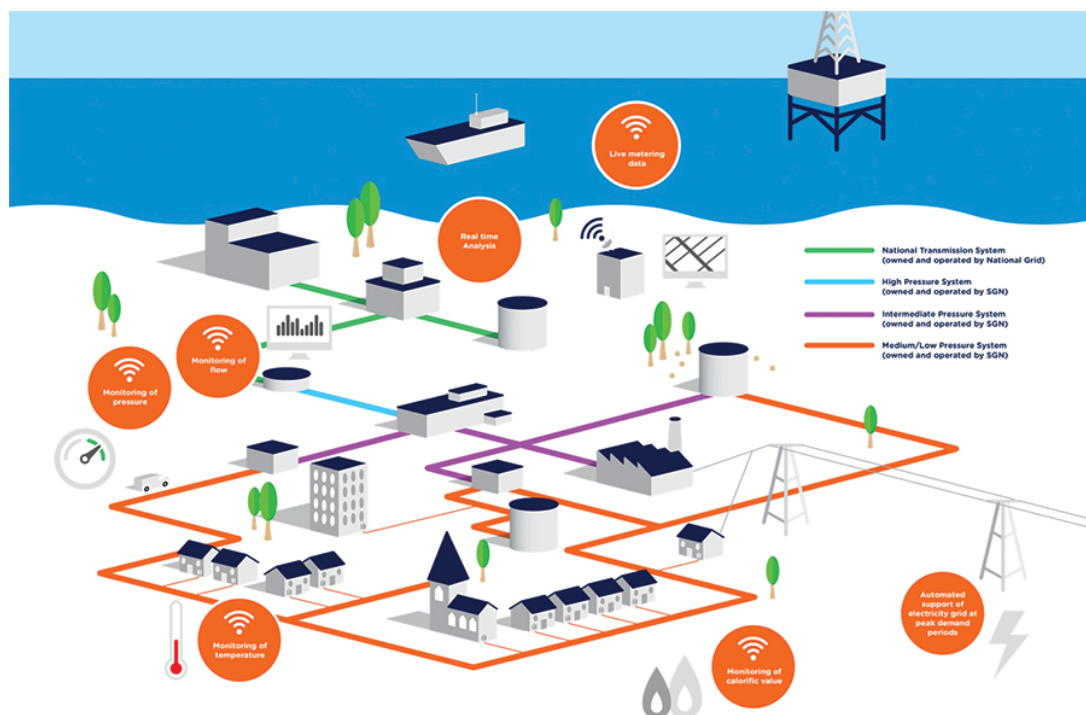 Live metering
data
Real time
Analysis
National Transmission System
(owned and operated by National Grid)
High Pressure System
(owned and operated by SGN)
Intermediate Pressure System
(owned and operated by SGN)
Medium/Low Pressure System
(owned and operated by SGN)
Monitoring of
flow
Monitoring of
pressure
Automated
support of
electricity grid at
peak demand
periods
Monitoring of
temperature
Monitoring of
calorific value